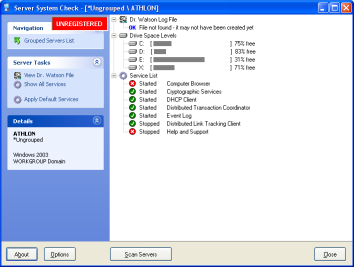 Server System Check - [*Ungrouped \ ATHLON]
UNREGISTERED
Navigation
Grouped Servers List
Server Tasks
View Dr. Watson File
Show All Services
Apply Default Services
Details
ATHLON
*Ungrouped
Windows 2003
WORKGROUP Domain
Dr. Watson Log File
OK File not found - it may not have been created yet
Drive Space Levels
C: [ ] 75% free
D: [ ] 83% free
E: [ ] 31% free
X: [ ] 71% free
Service List
Started Computer Browser
Started Cryptographic Services
Started DHCP Client
Started Distributed Transaction Coordinator
Started Event Log
Stopped Distributed Link Tracking Client
Stopped Help and Support
About
Options
Scan Servers
Close